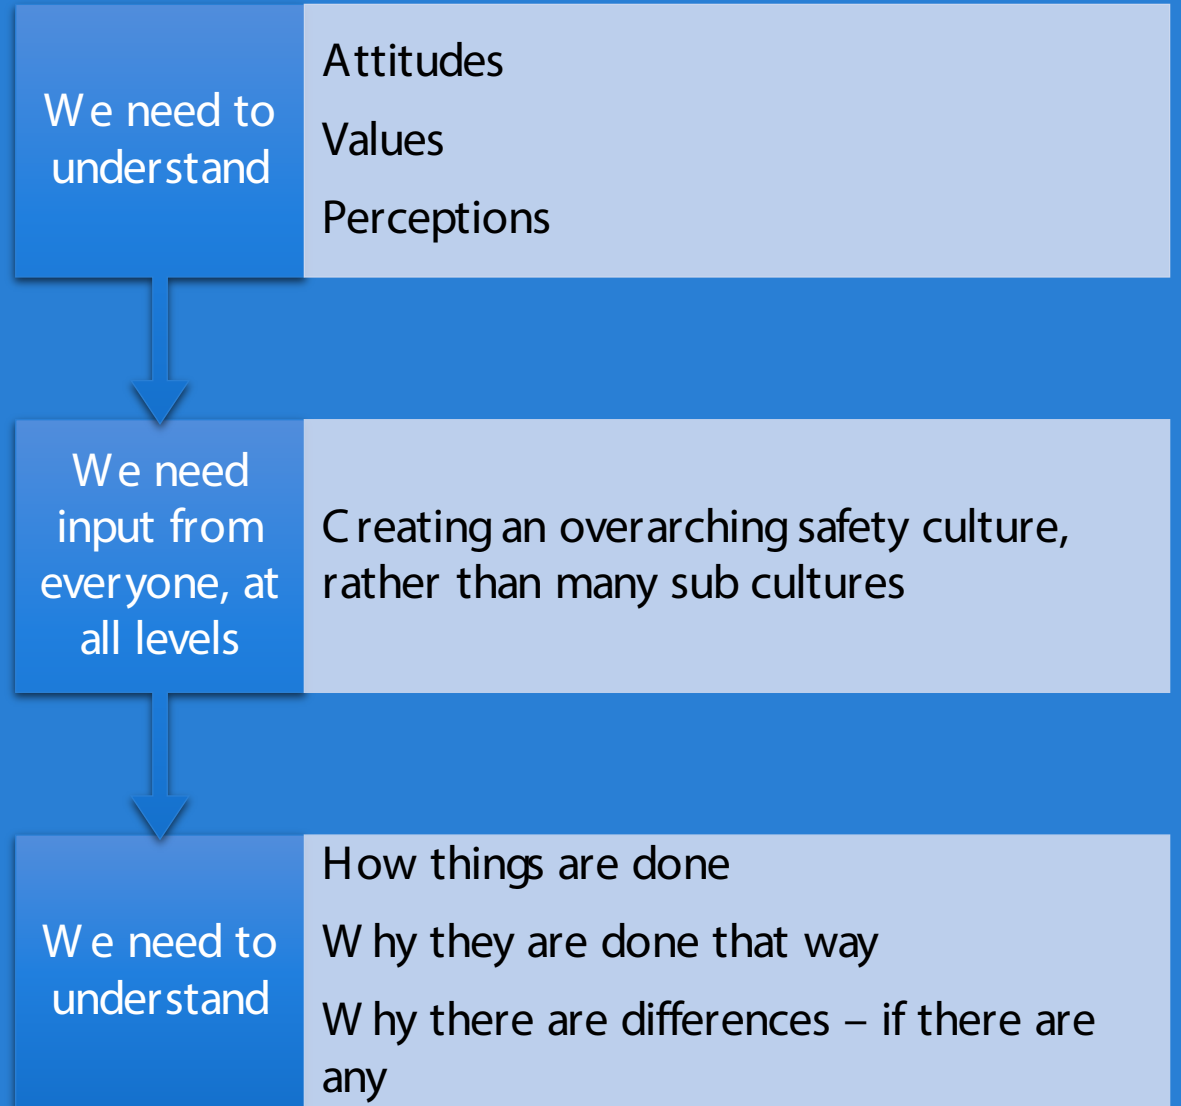 We need to
understand
Attitudes
Values
Perceptions
We need
input from
everyone, at
all levels
Creating an overarching safety culture,
rather than many sub cultures
We need to
understand
How things are done
Why they are done that way
Why there are differences – if there are
any